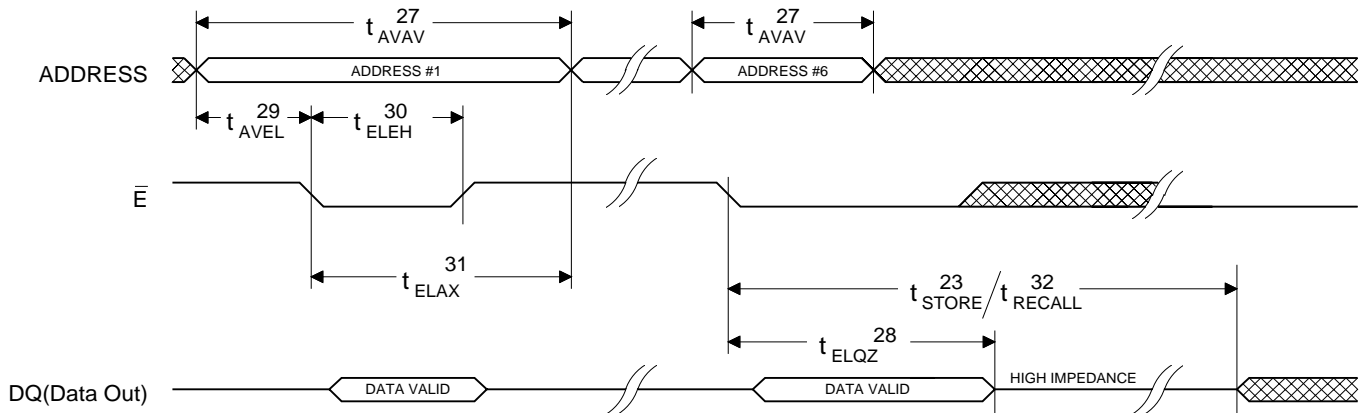 27
t AVAV
27
t AVAV
ADDRESS
ADDRESS #1
ADDRESS #6
29
t AVEL
30
t ELEH
E̅
31
t ELAX
23 32
t STORE / t RECALL
28
t ELQZ
DQ(Data Out)
DATA VALID
DATA VALID
HIGH IMPEDANCE